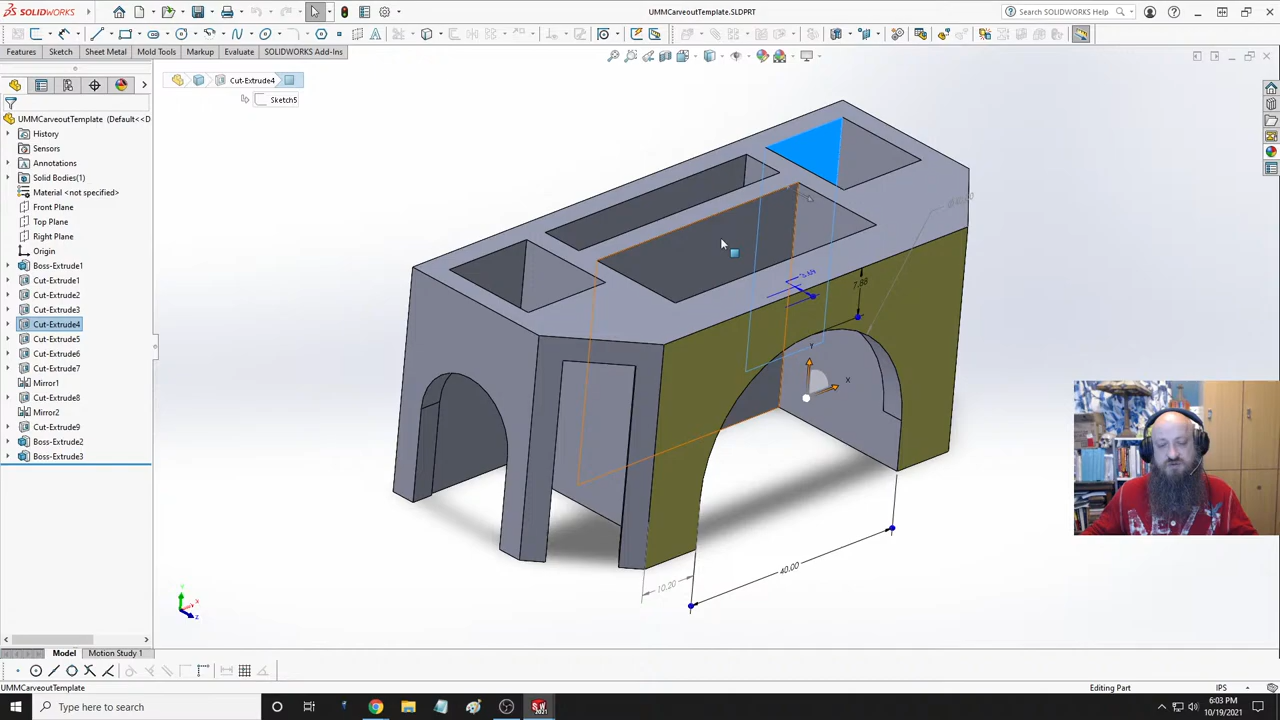 SOLIDWORKS
UMMCarveoutTemplate.SLDPRT
Search SOLIDWORKS Help
Features
Sketch
Sheet Metal
Mold Tools
Markup
Evaluate
SOLIDWORKS Add-Ins
Cut-Extrude4
Sketch5
UMMCarveoutTemplate (Default<<D
History
Sensors
Annotations
Solid Bodies(1)
Material <not specified>
Front Plane
Top Plane
Right Plane
Origin
Boss-Extrude1
Cut-Extrude1
Cut-Extrude2
Cut-Extrude3
Cut-Extrude4
Cut-Extrude5
Cut-Extrude6
Cut-Extrude7
Mirror1
Cut-Extrude8
Mirror2
Cut-Extrude9
Boss-Extrude2
Boss-Extrude3
7.88
Y
X
40.00
10.20
Model
Motion Study 1
UMMCarveoutTemplate
Editing Part
IPS
Type here to search
6:03 PM
10/19/2021